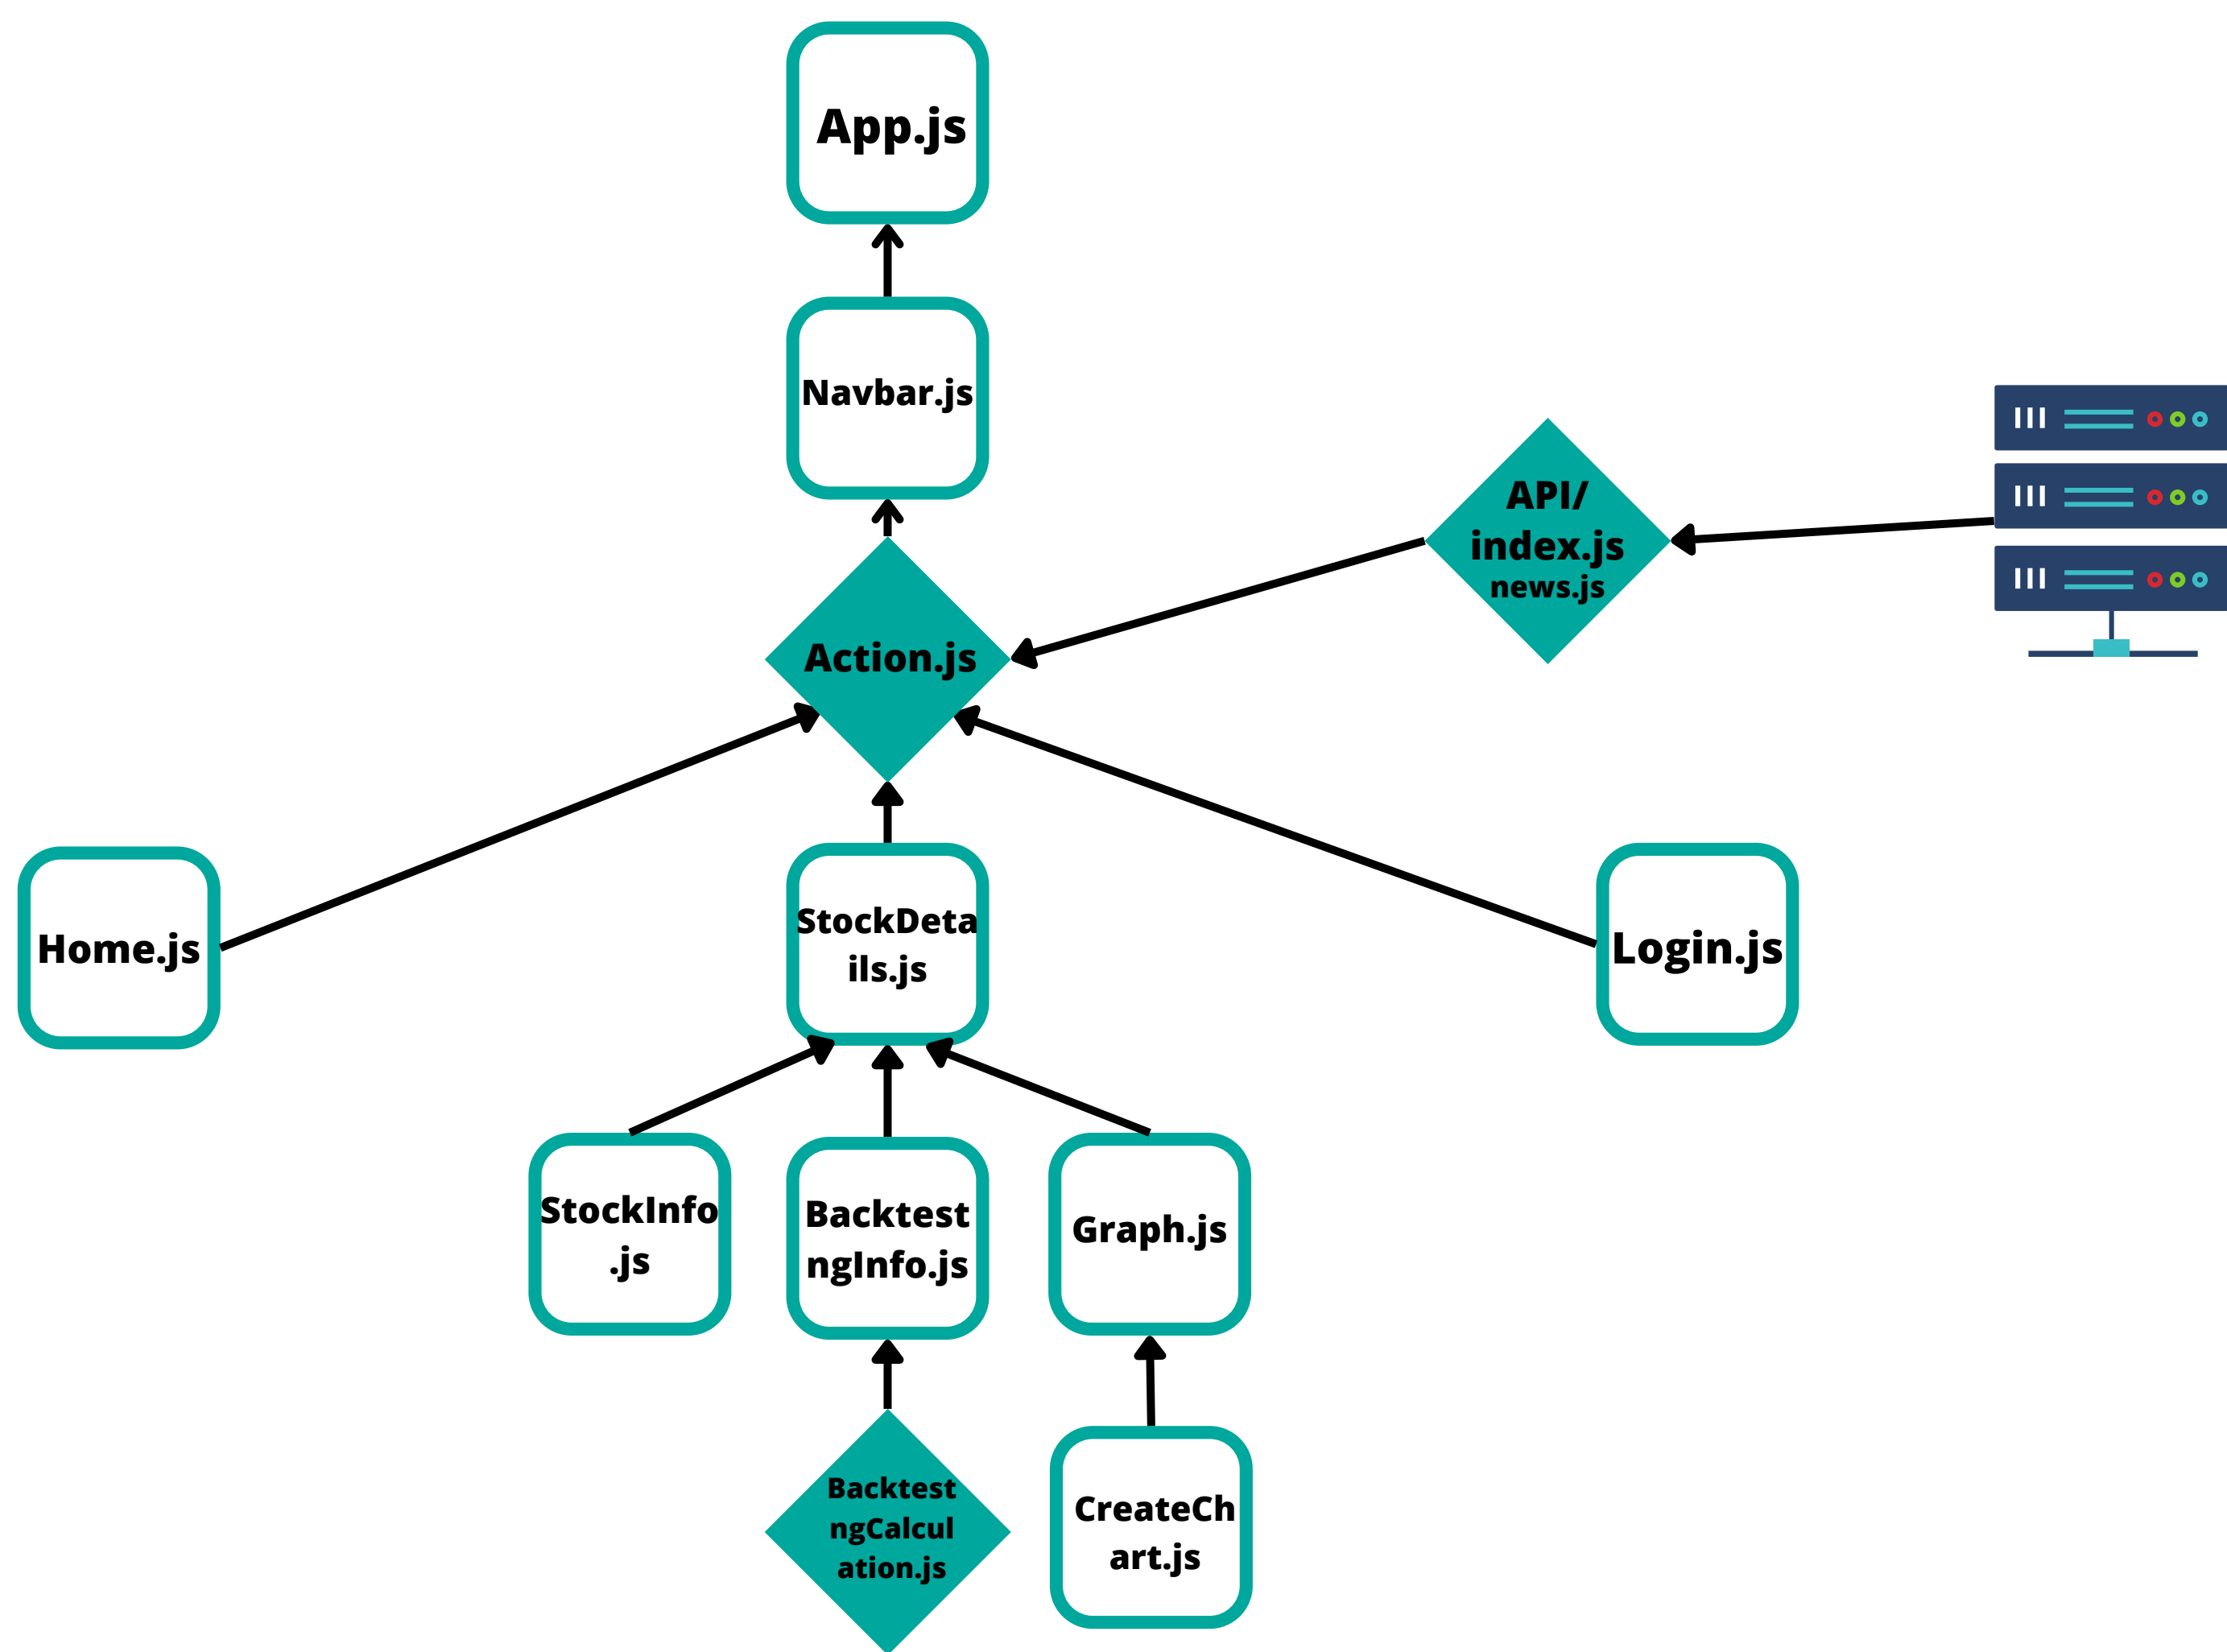 App.js
Navbar.js
API/
index.js
news.js
Action.js
Home.js
StockDeta
ils.js
Login.js
StockInfo
.js
Backtest
ngInfo.js
Graph.js
Backtest
ngCalcul
ation.js
CreateCh
art.js